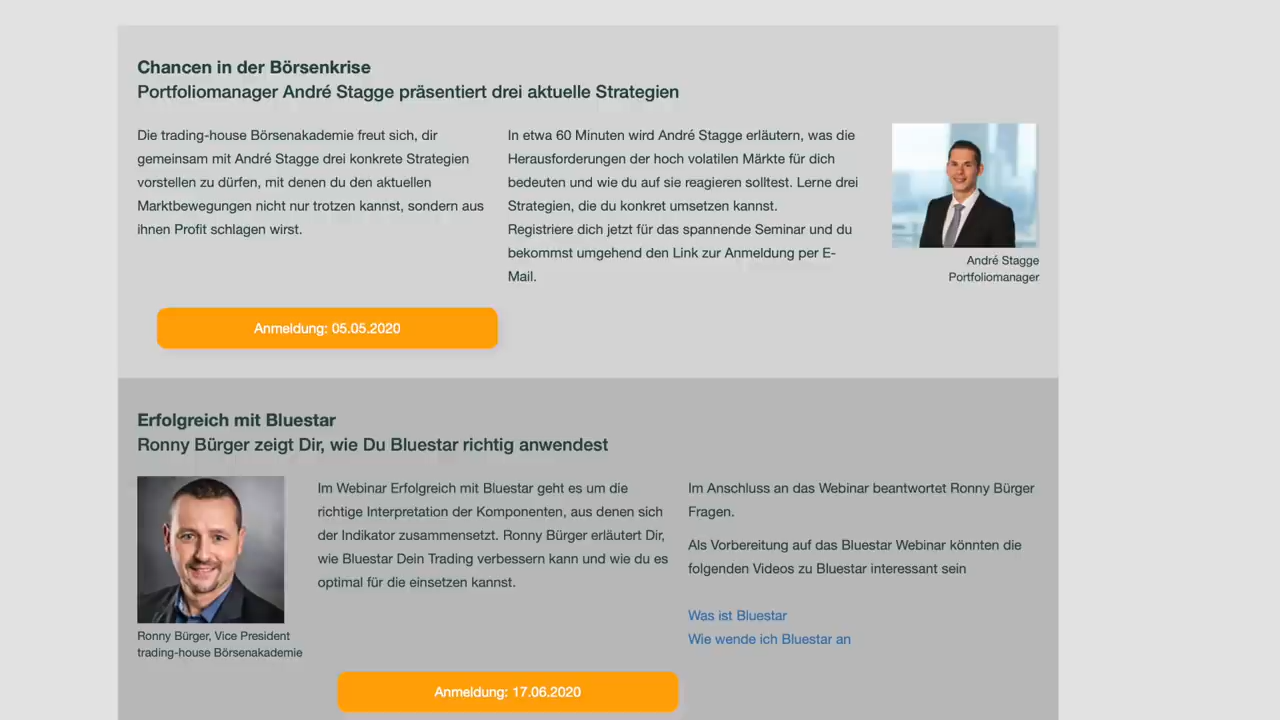 Chancen in der Börsenkrise
Portfoliomanager André Stagge präsentiert drei aktuelle Strategien
Die trading-house Börsenakademie freut sich, dir
gemeinsam mit André Stagge drei konkrete Strategien
vorstellen zu dürfen, mit denen du den aktuellen
Marktbewegungen nicht nur trotzen kannst, sondern aus
ihnen Profit schlagen wirst.
In etwa 60 Minuten wird André Stagge erläutern, was die
Herausforderungen der hoch volatilen Märkte für dich
bedeuten und wie du auf sie reagieren solltest. Lerne drei
Strategien, die du konkret umsetzen kannst.
Registriere dich jetzt für das spannende Seminar und du
bekommst umgehend den Link zur Anmeldung per E-
Mail.
André Stagge
Portfoliomanager
Anmeldung: 05.05.2020
Erfolgreich mit Bluestar
Ronny Bürger zeigt Dir, wie Du Bluestar richtig anwendest
Ronny Bürger, Vice President
trading-house Börsenakademie
Im Webinar Erfolgreich mit Bluestar geht es um die
richtige Interpretation der Komponenten, aus denen sich
der Indikator zusammensetzt. Ronny Bürger erläutert Dir,
wie Bluestar Dein Trading verbessern kann und wie du es
optimal für die einsetzen kannst.
Im Anschluss an das Webinar beantwortet Ronny Bürger
Fragen.
Als Vorbereitung auf das Bluestar Webinar könnten die
folgenden Videos zu Bluestar interessant sein
Was ist Bluestar
Wie wende ich Bluestar an
Anmeldung: 17.06.2020